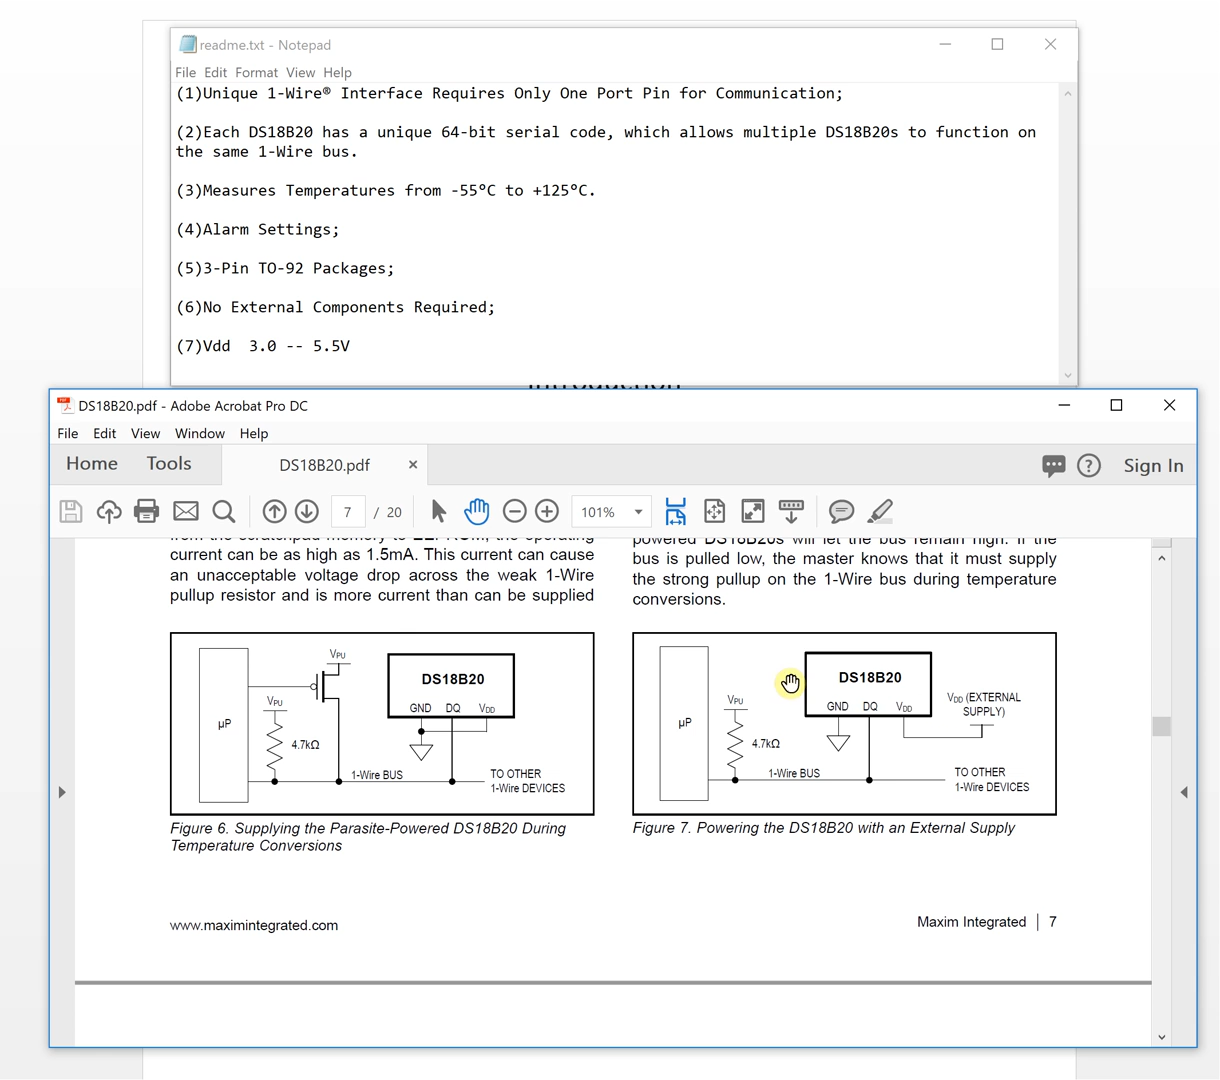 readme.txt - Notepad
File Edit Format View Help
(1)Unique 1-Wire® Interface Requires Only One Port Pin for Communication;
(2)Each DS18B20 has a unique 64-bit serial code, which allows multiple DS18B20s to function on
the same 1-Wire bus.
(3)Measures Temperatures from -55°C to +125°C.
(4)Alarm Settings;
(5)3-Pin TO-92 Packages;
(6)No External Components Required;
(7)Vdd  3.0 -- 5.5V
DS18B20.pdf - Adobe Acrobat Pro DC
File Edit View Window Help
Home Tools DS18B20.pdf × Sign In
7 / 20 101%
current can be as high as 1.5mA. This current can cause
an unacceptable voltage drop across the weak 1-Wire
pullup resistor and is more current than can be supplied
powered DS18B20s will let the bus remain high. If the
bus is pulled low, the master knows that it must supply
the strong pullup on the 1-Wire bus during temperature
conversions.
VPU
DS18B20
GND DQ VDD
VPU
µP
4.7kΩ
1-Wire BUS
TO OTHER
1-Wire DEVICES
Figure 6. Supplying the Parasite-Powered DS18B20 During
Temperature Conversions
DS18B20
VDD (EXTERNAL
SUPPLY)
GND DQ VDD
VPU
µP
4.7kΩ
1-Wire BUS
TO OTHER
1-Wire DEVICES
Figure 7. Powering the DS18B20 with an External Supply
www.maximintegrated.com
Maxim Integrated | 7